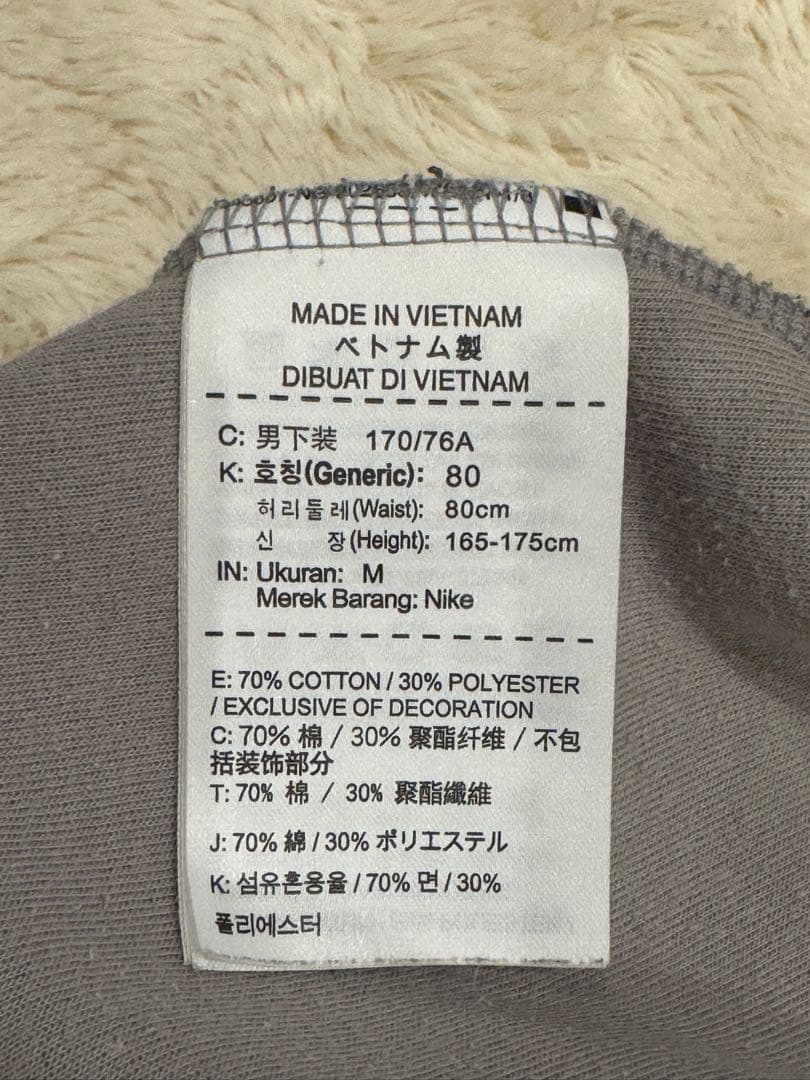 MADE IN VIETNAM
ベトナム製
DIBUAT DI VIETNAM
C: 男下装 170/76A
K: 호칭(Generic): 80
허리둘레(Waist): 80cm
신 장(Height): 165-175cm
IN: Ukuran: M
Merek Barang: Nike
E: 70% COTTON / 30% POLYESTER
/ EXCLUSIVE OF DECORATION
C: 70% 棉 / 30% 聚酯纤维 / 不包
括装饰部分
T: 70% 棉 / 30% 聚酯纖維
J: 70% 綿 / 30% ポリエステル
K: 섬유혼용율 / 70% 면 / 30%
폴리에스터